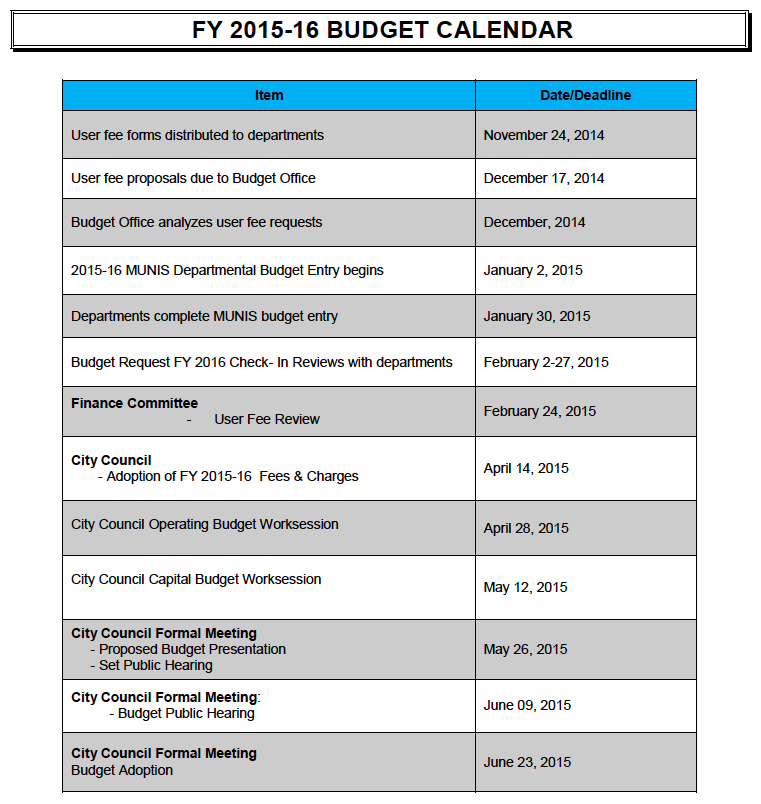 FY 2015-16 BUDGET CALENDAR
Item Date/Deadline
User fee forms distributed to departments November 24, 2014
User fee proposals due to Budget Office December 17, 2014
Budget Office analyzes user fee requests December, 2014
2015-16 MUNIS Departmental Budget Entry begins January 2, 2015
Departments complete MUNIS budget entry January 30, 2015
Budget Request FY 2016 Check- In Reviews with departments February 2-27, 2015
Finance Committee
- User Fee Review
February 24, 2015
City Council
- Adoption of FY 2015-16 Fees & Charges
April 14, 2015
City Council Operating Budget Worksession April 28, 2015
City Council Capital Budget Worksession May 12, 2015
City Council Formal Meeting
- Proposed Budget Presentation
- Set Public Hearing
May 26, 2015
City Council Formal Meeting:
- Budget Public Hearing
June 09, 2015
City Council Formal Meeting
Budget Adoption
June 23, 2015